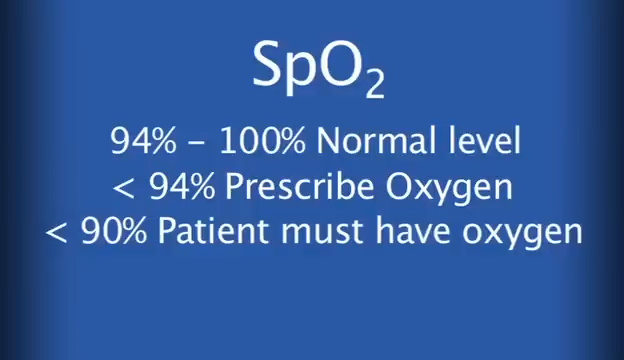 SpO₂
94% – 100% Normal level
< 94% Prescribe Oxygen
< 90% Patient must have oxygen